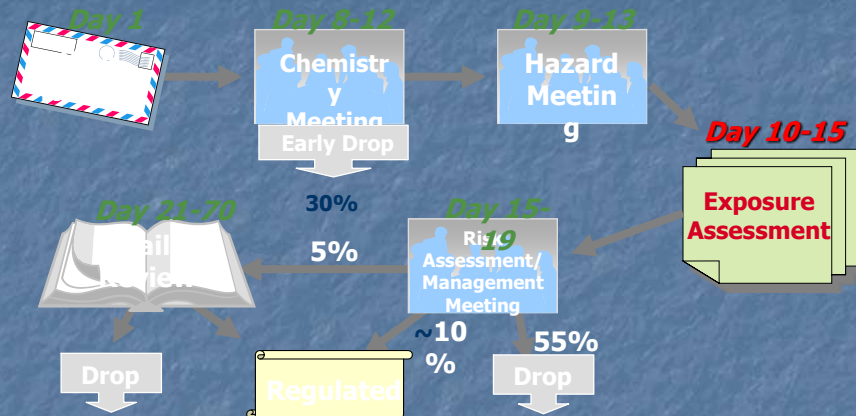 Day 1
Day 8-12
Day 9-13
Chemistr
y
Meeting
Hazard
Meetin
g
Early Drop
Day 10-15
Exposure
Assessment
30%
Day 21-70
Day 15-
19
5%
Risk
Assessment/
Management
Meeting
~10
%
55%
Drop
Regulated
Drop